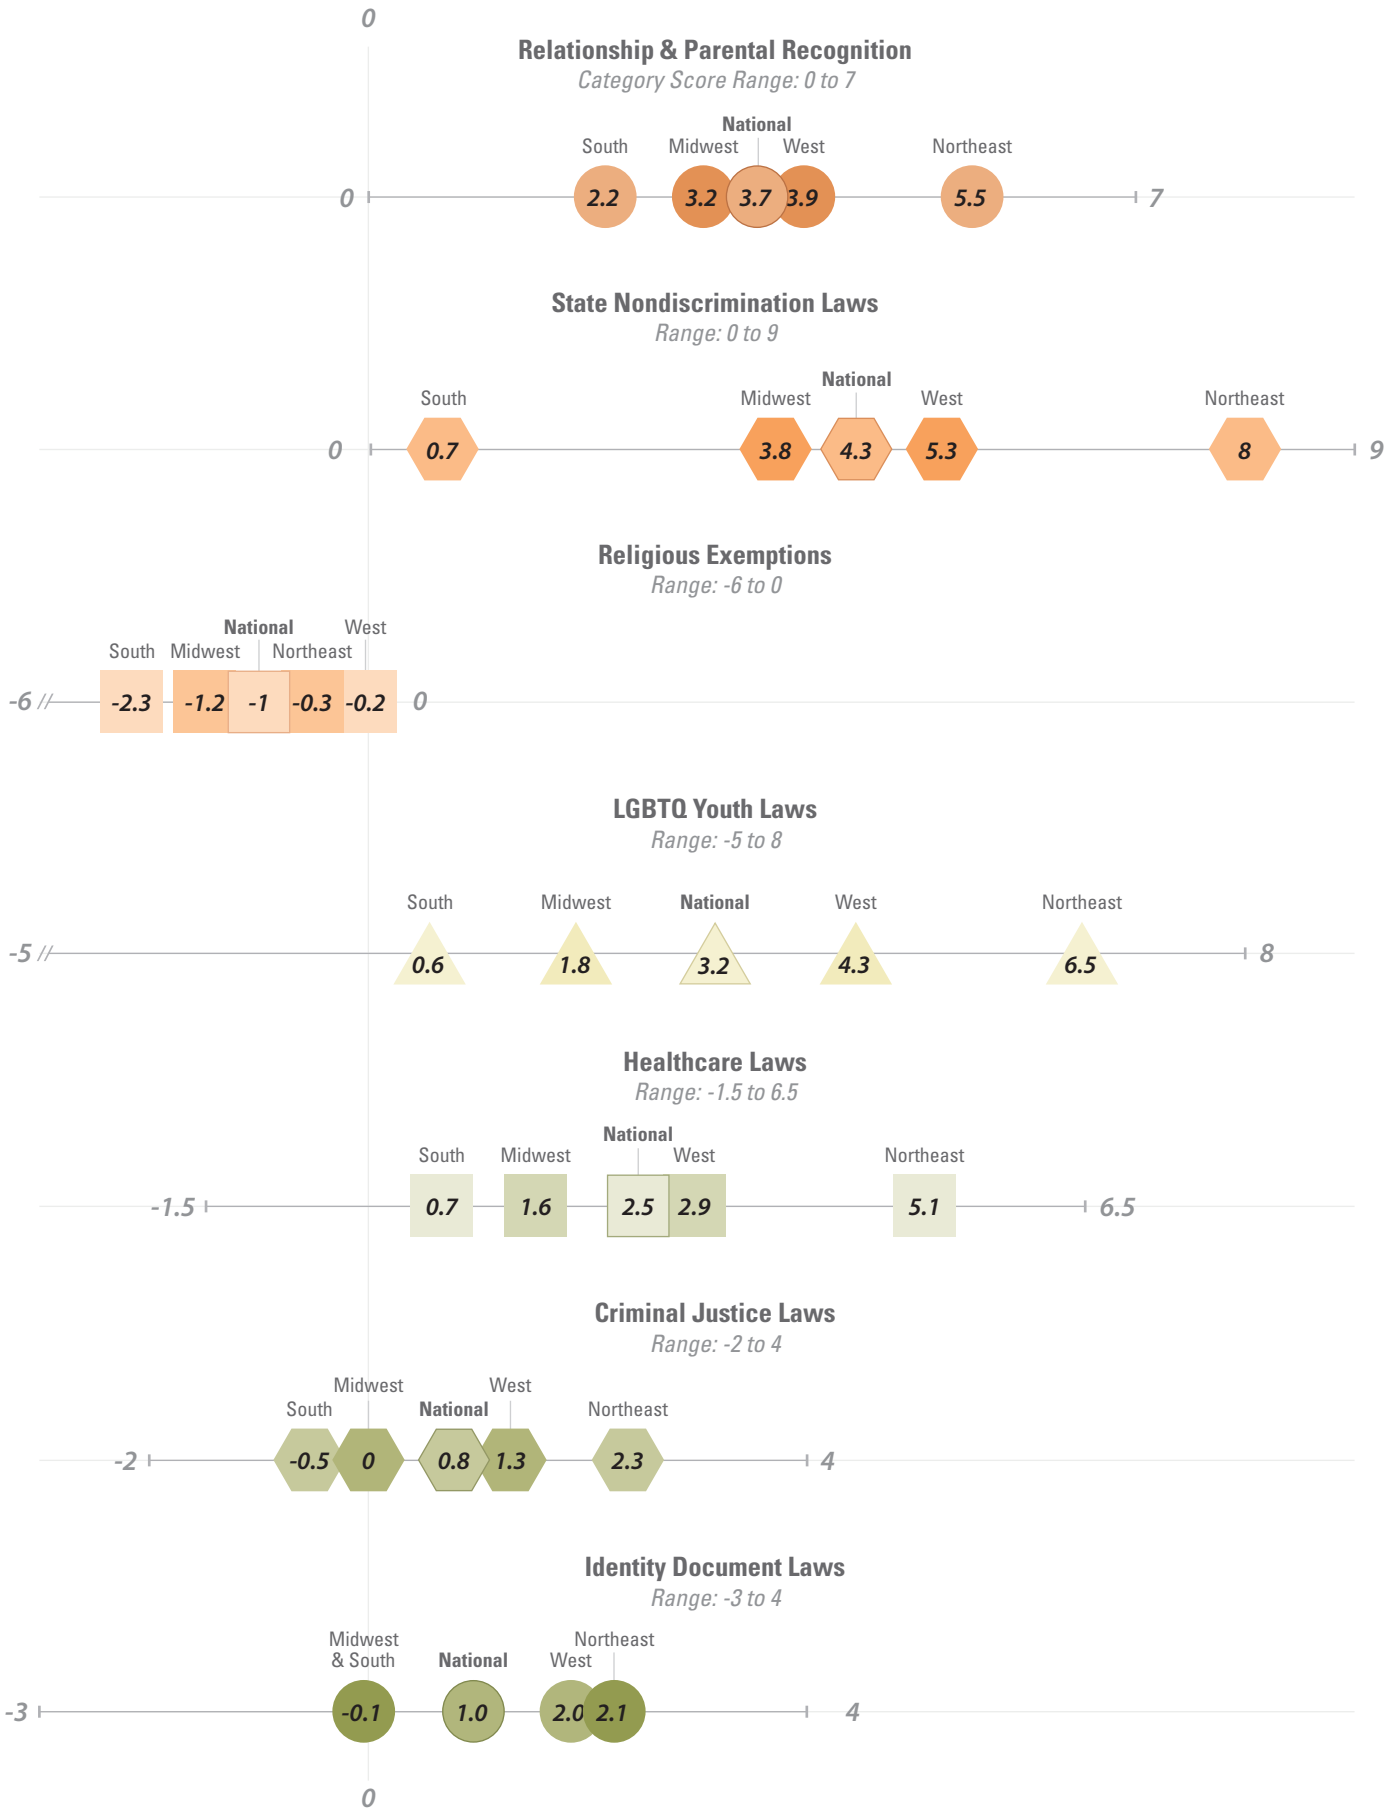 0
Relationship & Parental Recognition
Category Score Range: 0 to 7
National
South Midwest West Northeast
0 2.2 3.2 3.7 3.9 5.5 7
State Nondiscrimination Laws
Range: 0 to 9
National
South Midwest West Northeast
0 0.7 3.8 4.3 5.3 8 9
Religious Exemptions
Range: -6 to 0
National West
South Midwest Northeast
-6 // -2.3 -1.2 -1 -0.3 -0.2 0
LGBTQ Youth Laws
Range: -5 to 8
South Midwest National West Northeast
-5 // 0.6 1.8 3.2 4.3 6.5 8
Healthcare Laws
Range: -1.5 to 6.5
National
South Midwest West Northeast
-1.5 0.7 1.6 2.5 2.9 5.1 6.5
Criminal Justice Laws
Range: -2 to 4
Midwest West
South National Northeast
-2 -0.5 0 0.8 1.3 2.3 4
Identity Document Laws
Range: -3 to 4
Midwest Northeast
& South National West
-3 -0.1 1.0 2.0 2.1 4
0